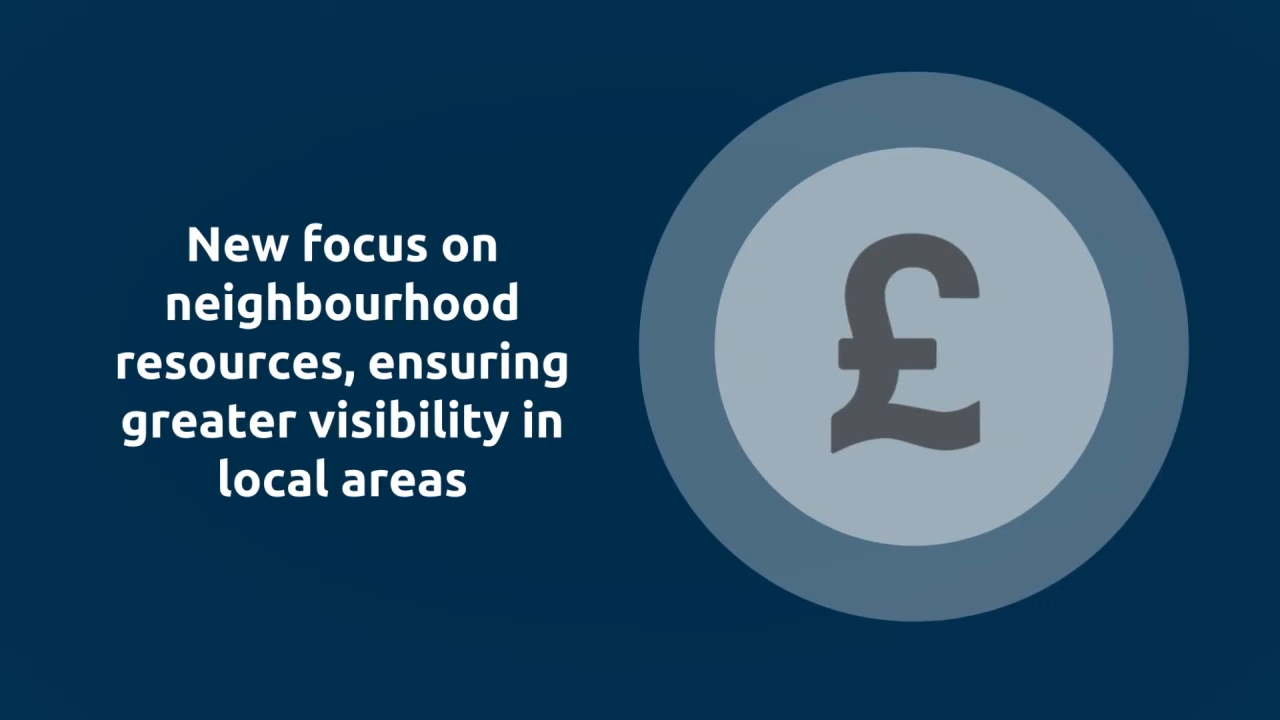 New focus on
neighbourhood
resources, ensuring
greater visibility in
local areas
£